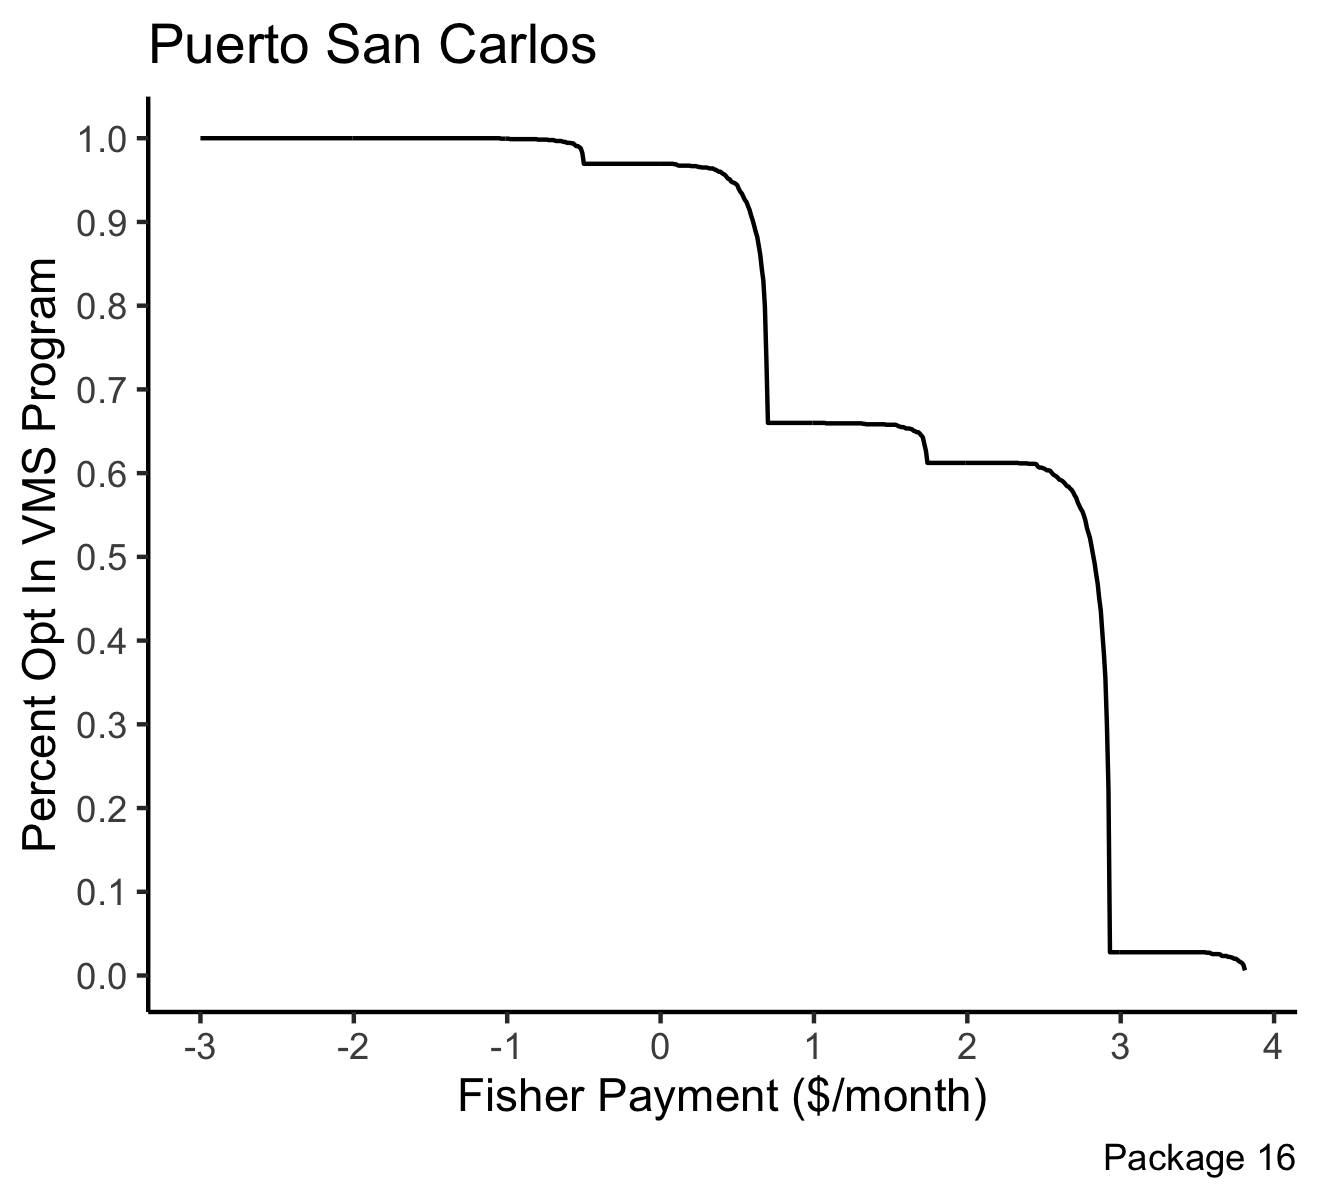 Puerto San Carlos
Percent Opt In VMS Program
1.0
0.9
0.8
0.7
0.6
0.5
0.4
0.3
0.2
0.1
0.0
-3 -2 -1 0 1 2 3 4
Fisher Payment ($/month)
Package 16